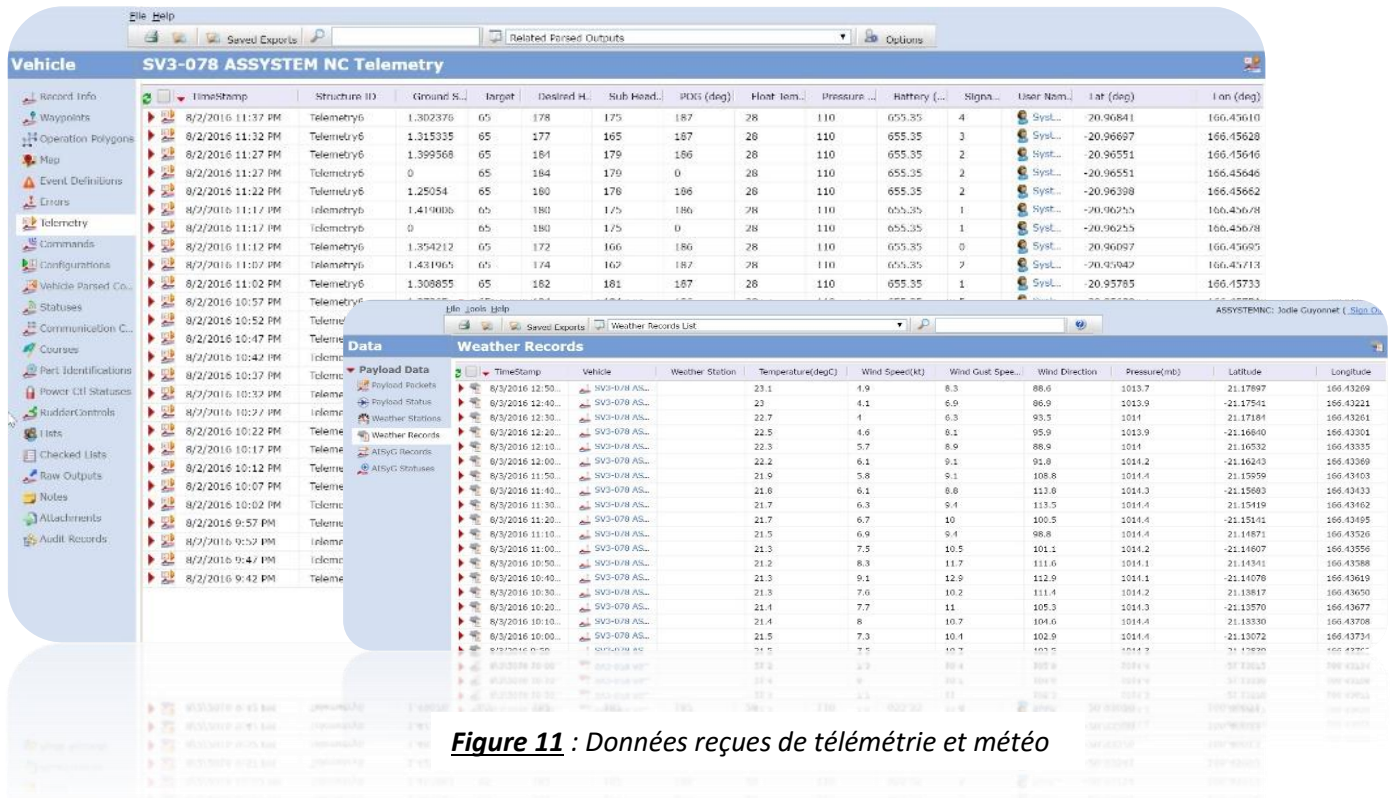 File Help
Saved Exports Related Parsed Outputs Options
Vehicle SV3-078 ASSYSTEM NC Telemetry
Record Info
Waypoints
Operation Polygons
Map
Event Definitions
Errors
Telemetry
Commands
Configurations
Vehicle Parsed Co...
Statuses
Communication C...
Courses
Part Identifications
Power Ctl Statuses
RudderControls
Lists
Checked Lists
Raw Outputs
Notes
Attachments
Audit Records
TimeStamp Structure ID Ground S... Target Desired H... Sub Head... POG (deg) Float Tem... Pressure ... Battery (... Signa... User Nam... Lat (deg) Lon (deg)
8/2/2016 11:37 PM Telemetry6 1.302376 65 178 175 187 28 110 655.35 4 Syst... -20.96841 166.45610
8/2/2016 11:32 PM Telemetry6 1.315335 65 177 165 187 28 110 655.35 3 Syst... -20.96697 166.45628
8/2/2016 11:27 PM Telemetry6 1.399568 65 184 179 186 28 110 655.35 2 Syst... -20.96551 166.45646
8/2/2016 11:27 PM Telemetry6 0 184 179 0 28 110 655.35 2 Syst... -20.96551 166.45646
8/2/2016 11:22 PM Telemetry6 1.25054 65 180 178 186 28 110 655.35 2 Syst... -20.96398 166.45662
8/2/2016 11:17 PM Telemetry6 1.419006 65 180 175 186 28 110 655.35 1 Syst... -20.96255 166.45678
8/2/2016 11:17 PM Telemetry6 0 180 175 0 28 110 655.35 1 Syst... -20.96255 166.45678
8/2/2016 11:12 PM Telemetry6 1.354212 65 172 166 186 28 110 655.35 0 Syst... -20.96097 166.45695
8/2/2016 11:07 PM Telemetry6 1.431965 65 174 162 187 28 110 655.35 2 Syst... -20.95942 166.45713
8/2/2016 11:02 PM Telemetry6 1.308855 65 182 181 187 28 110 655.35 1 Syst... -20.95785 166.45733
8/2/2016 10:57 PM Telemetry6
8/2/2016 10:52 PM Teleme
8/2/2016 10:47 PM Teleme
8/2/2016 10:42 PM Teleme
8/2/2016 10:37 PM Teleme
8/2/2016 10:32 PM Teleme
8/2/2016 10:27 PM Teleme
8/2/2016 10:22 PM Teleme
8/2/2016 10:17 PM Teleme
8/2/2016 10:12 PM Teleme
8/2/2016 10:07 PM Teleme
8/2/2016 10:02 PM Teleme
8/2/2016 9:57 PM Teleme
8/2/2016 9:52 PM Teleme
8/2/2016 9:47 PM Teleme
8/2/2016 9:42 PM Teleme
File Tools Help ASSYSTEMNC: Jodie Guyonnet ( Sign O...
Saved Exports Weather Records List
Data Weather Records
Payload Data
Payload Packets
Payload Status
Weather Stations
Weather Records
AISyG Records
AISyG Statuses
TimeStamp Vehicle Weather Station Temperature(degC) Wind Speed(kt) Wind Gust Spee... Wind Direction Pressure(mb) Latitude Longitude
8/3/2016 12:50... SV3-078 AS... 23.1 4.9 8.3 88.6 1013.7 21.17897 166.43269
8/3/2016 12:40... SV3-078 AS... 23 4.1 6.9 86.9 1013.9 -21.17541 166.43221
8/3/2016 12:30... SV3-078 AS... 22.7 4 6.3 93.5 1014 21.17184 166.43261
8/3/2016 12:20... SV3-078 AS... 22.5 4.6 8.1 95.9 1013.9 -21.16840 166.43301
8/3/2016 12:10... SV3-078 AS... 22.3 5.7 8.9 88.9 1014 21.16532 166.43335
8/3/2016 12:00... SV3-078 AS... 22.2 6.1 9.1 91.8 1014.2 -21.16243 166.43369
8/3/2016 11:50... SV3-078 AS... 21.9 5.8 9.1 108.8 1014.4 21.15959 166.43403
8/3/2016 11:40... SV3-078 AS... 21.8 6.1 8.8 113.8 1014.3 -21.15683 166.43433
8/3/2016 11:30... SV3-078 AS... 21.7 6.3 9.4 113.5 1014.4 21.15419 166.43462
8/3/2016 11:20... SV3-078 AS... 21.7 6.7 10 100.5 1014.4 -21.15141 166.43495
8/3/2016 11:10... SV3-078 AS... 21.5 6.9 9.4 98.8 1014.4 21.14871 166.43526
8/3/2016 11:00... SV3-078 AS... 21.3 7.5 10.5 101.1 1014.2 -21.14607 166.43556
8/3/2016 10:50... SV3-078 AS... 21.2 8.3 11.7 111.6 1014.1 21.14341 166.43588
8/3/2016 10:40... SV3-078 AS... 21.3 9.1 12.9 112.9 1014.1 -21.14078 166.43619
8/3/2016 10:30... SV3-078 AS... 21.3 7.6 10.2 111.4 1014.2 21.13817 166.43650
8/3/2016 10:20... SV3-078 AS... 21.4 7.7 11 105.3 1014.3 -21.13570 166.43677
8/3/2016 10:10... SV3-078 AS... 21.4 8 10.7 104.6 1014.4 21.13330 166.43708
8/3/2016 10:00... SV3-078 AS... 21.5 7.3 10.4 102.9 1014.4 -21.13072 166.43734
Figure 11 : Données reçues de télémétrie et météo